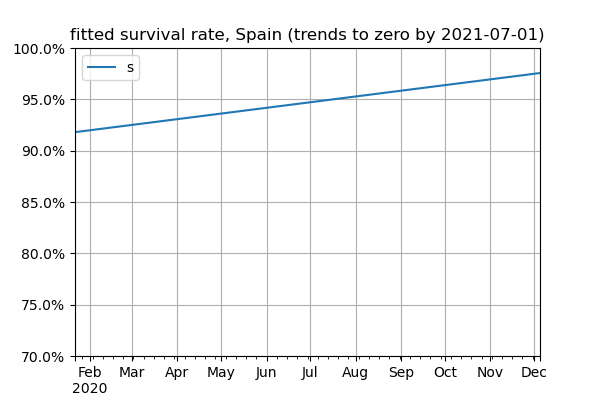 fitted survival rate, Spain (trends to zero by 2021-07-01)
100.0%
s
95.0%
90.0%
85.0%
80.0%
75.0%
70.0%
Feb Mar Apr May Jun Jul Aug Sep Oct Nov Dec
2020